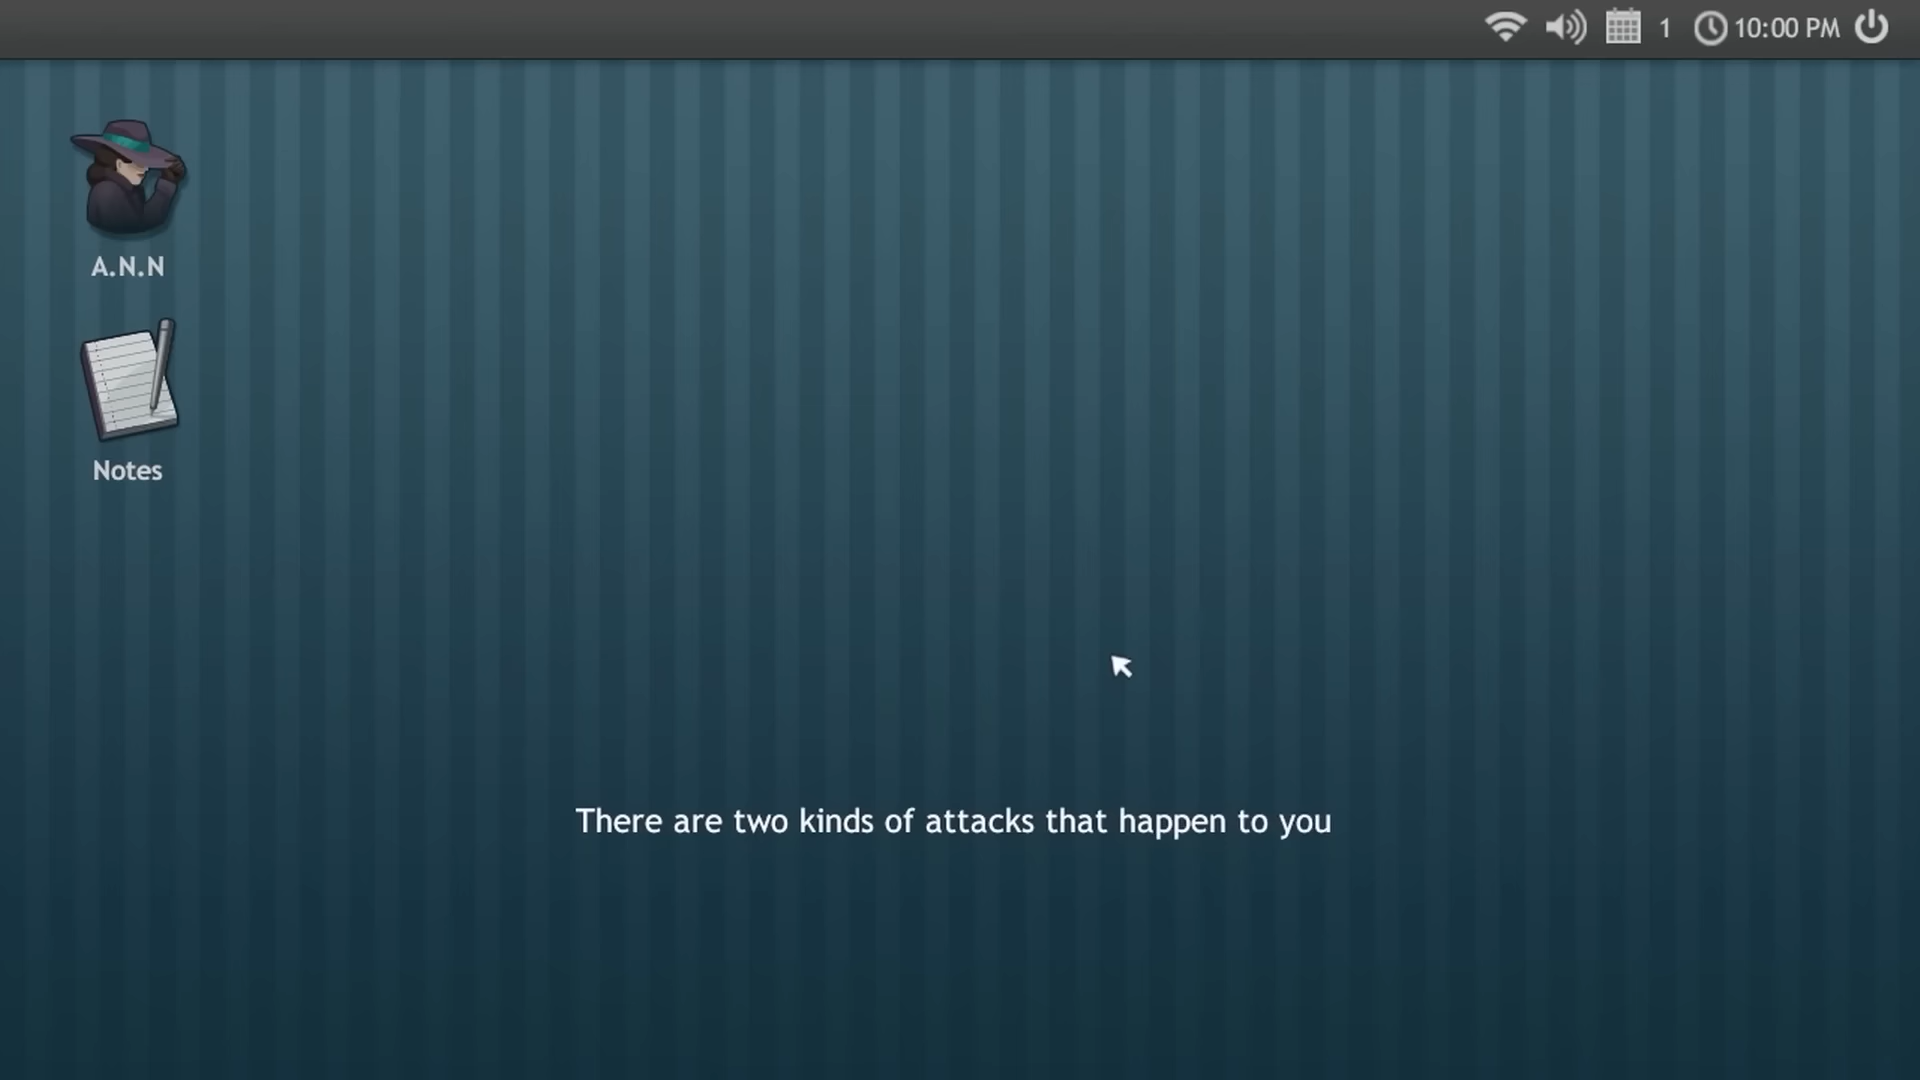 1
10:00 PM
A.N.N
Notes
There are two kinds of attacks that happen to you